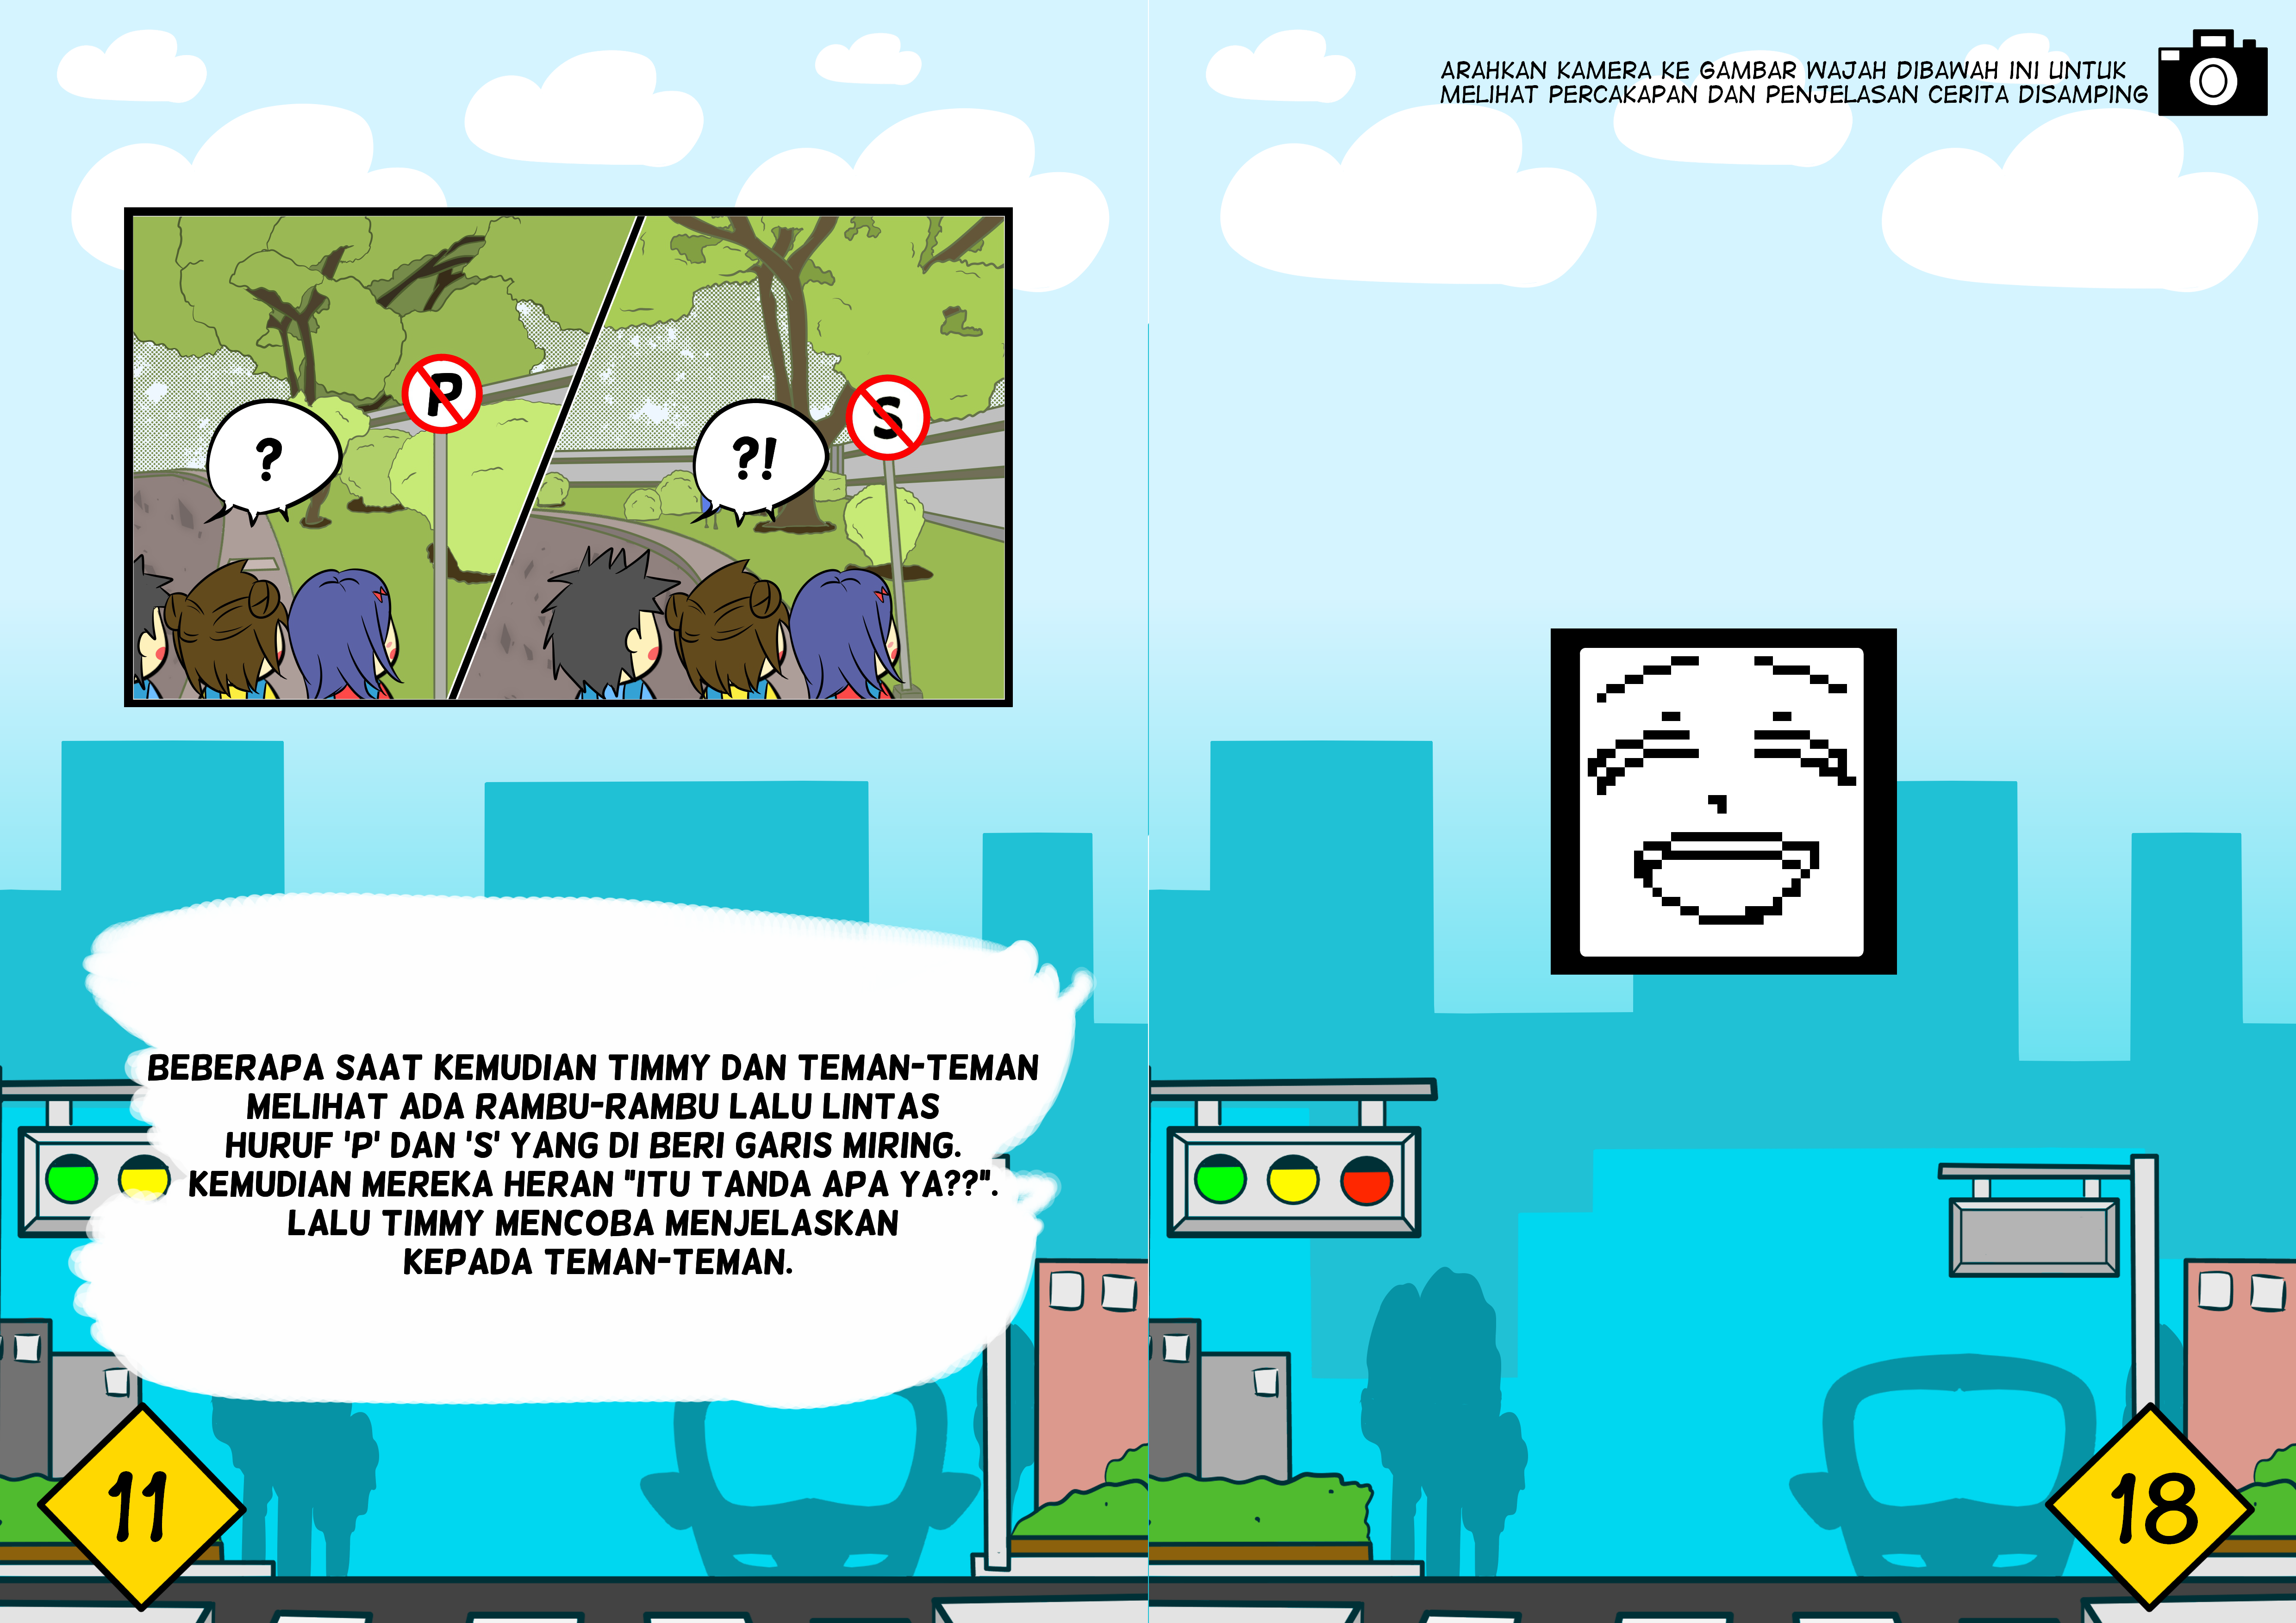 P
?
S
?!
BEBERAPA SAAT KEMUDIAN TIMMY DAN TEMAN-TEMAN
MELIHAT ADA RAMBU-RAMBU LALU LINTAS
HURUF 'P' DAN 'S' YANG DI BERI GARIS MIRING.
KEMUDIAN MEREKA HERAN "ITU TANDA APA YA??".
LALU TIMMY MENCOBA MENJELASKAN
KEPADA TEMAN-TEMAN.
11
ARAHKAN KAMERA KE GAMBAR WAJAH DIBAWAH INI UNTUK
MELIHAT PERCAKAPAN DAN PENJELASAN CERITA DISAMPING
18